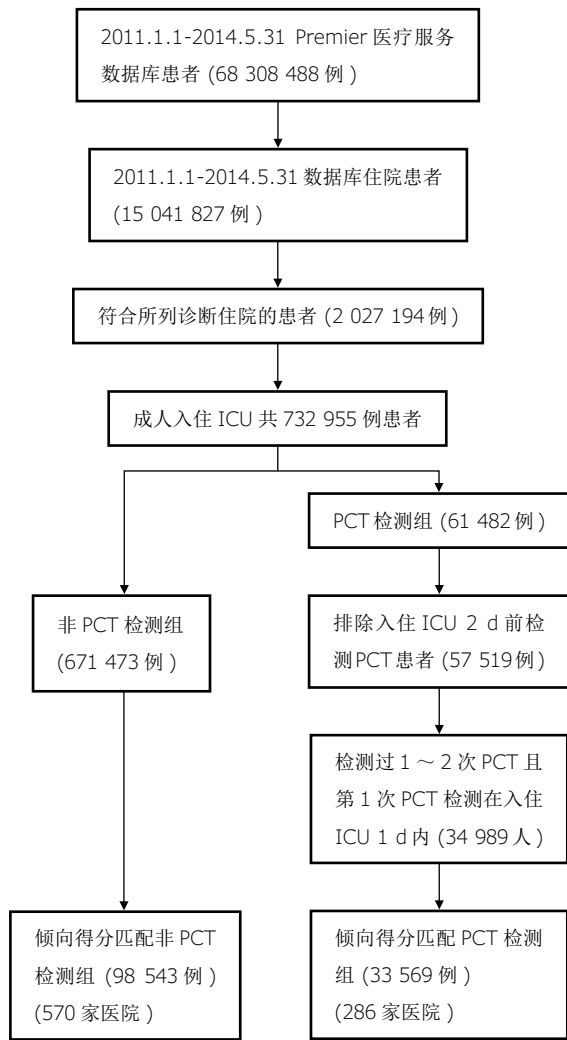 2011.1.1-2014.5.31 Premier 医疗服务
数据库患者 (68 308 488 例 )
2011.1.1-2014.5.31 数据库住院患者
(15 041 827 例 )
符合所列诊断住院的患者 (2 027 194 例 )
成人入住 ICU 共 732 955 例患者
PCT 检测组 (61 482 例 )
非 PCT 检测组
(671 473 例 )
排除入住 ICU 2 d 前检
测 PCT 患者 (57 519例 )
检测过 1 ～ 2 次 PCT 且
第 1 次 PCT 检测在入住
ICU 1 d 内 (34 989 人 )
倾向得分匹配非 PCT
检测组 (98 543 例 )
(570 家医院 )
倾向得分匹配 PCT 检测
组 (33 569 例 )
(286 家医院 )